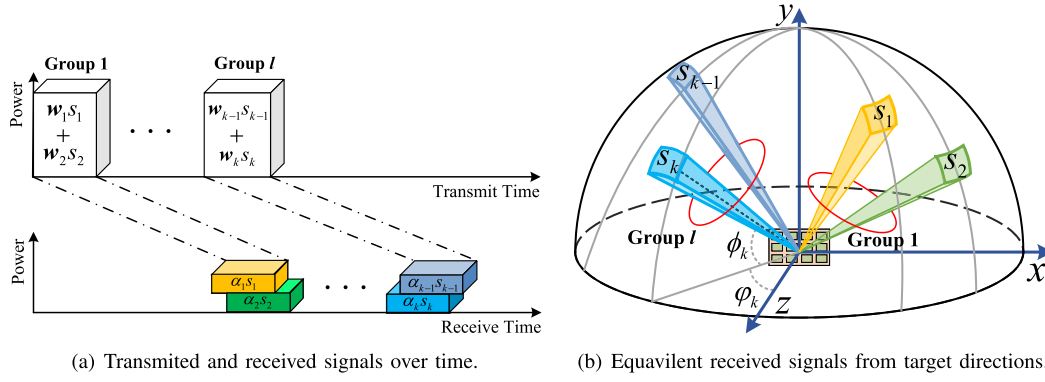 Group 1
Group l
Power
w₁s₁
+
w₂s₂
· · ·
wₖ₋₁sₖ₋₁
+
wₖsₖ
Transmit Time
Power
α₁s₁
α₂s₂
· · ·
αₖ₋₁sₖ₋₁
αₖsₖ
Receive Time
(a) Transmited and received signals over time.
y
sₖ₋₁
s₁
sₖ
s₂
Group l
ϕₖ
Group 1
x
φₖ
z
(b) Equavilent received signals from target directions